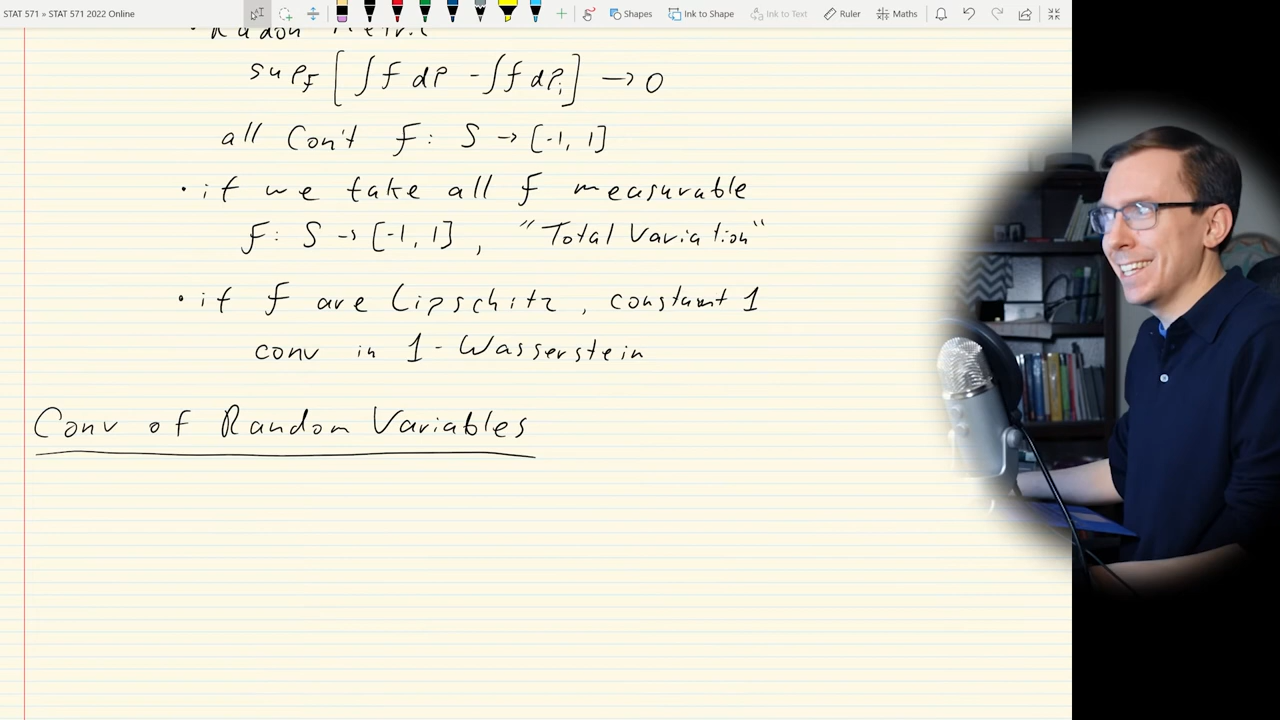 STAT 571 » STAT 571 2022 Online
Shapes Ink to Shape Ink to Text Ruler Maths
• Radon Metric
sup_f [ ∫ f dP - ∫ f dP_i ] → 0
all Con't f: S → [-1, 1]
• if we take all f measurable
f: S → [-1, 1], "Total Variation"
• if f are Lipschitz, constant 1
conv in 1-Wasserstein
Conv of Random Variables